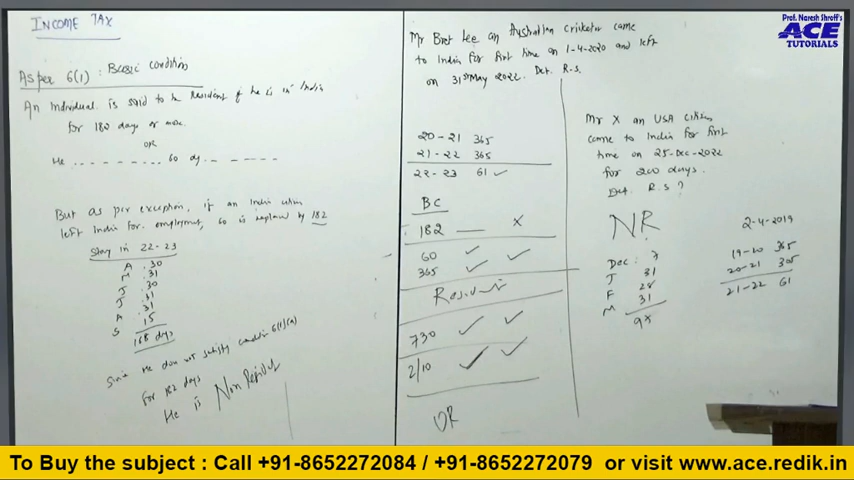 INCOME TAX
As per 6(1) : Basic condition
An Individual is said to be Resident if he is in India
for 182 days or more
OR
He ---------- 60 dy. - ------
But as per exception, if an Indian citizen
left India for employment, 60 is replaced by 182
Stay in 22-23
A : 30
M : 31
J : 30
J : 31
A : 31
S 15
168 days
Since He does not satisfy condition 6(1)(a)
for 182 days
He is Non Resident
Mr Bret Lee an Australian cricketer came
to India for first time on 1-4-2020 and left
on 31st May 2022. Det. R.S.
20-21 365
21-22 365
22-23 61 ✓
BC
182 — X
60 ✓
365 ✓ ✓
Resident
730 ✓ ✓
2/10 ✓ ✓
OR
Mr X an USA citizen
came to India for first
time on 25-Dec-2022
for 200 days.
Det. R.S ?
NR
Dec : 7
J 31
F 28
M 31
97
2-4-2019
19-20 365
20-21 365
21-22 61
Prof. Naresh Shroff's
ACE
TUTORIALS
To Buy the subject : Call +91-8652272084 / +91-8652272079 or visit www.ace.redik.in